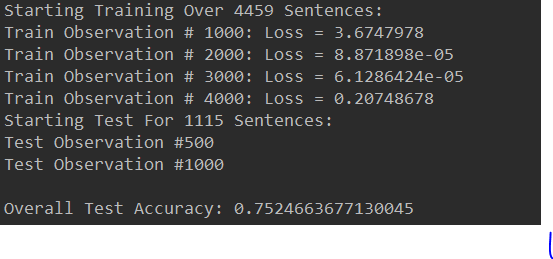 Starting Training Over 4459 Sentences:
Train Observation # 1000: Loss = 3.6747978
Train Observation # 2000: Loss = 8.871898e-05
Train Observation # 3000: Loss = 6.1286424e-05
Train Observation # 4000: Loss = 0.20748678
Starting Test For 1115 Sentences:
Test Observation #500
Test Observation #1000
Overall Test Accuracy: 0.7524663677130045